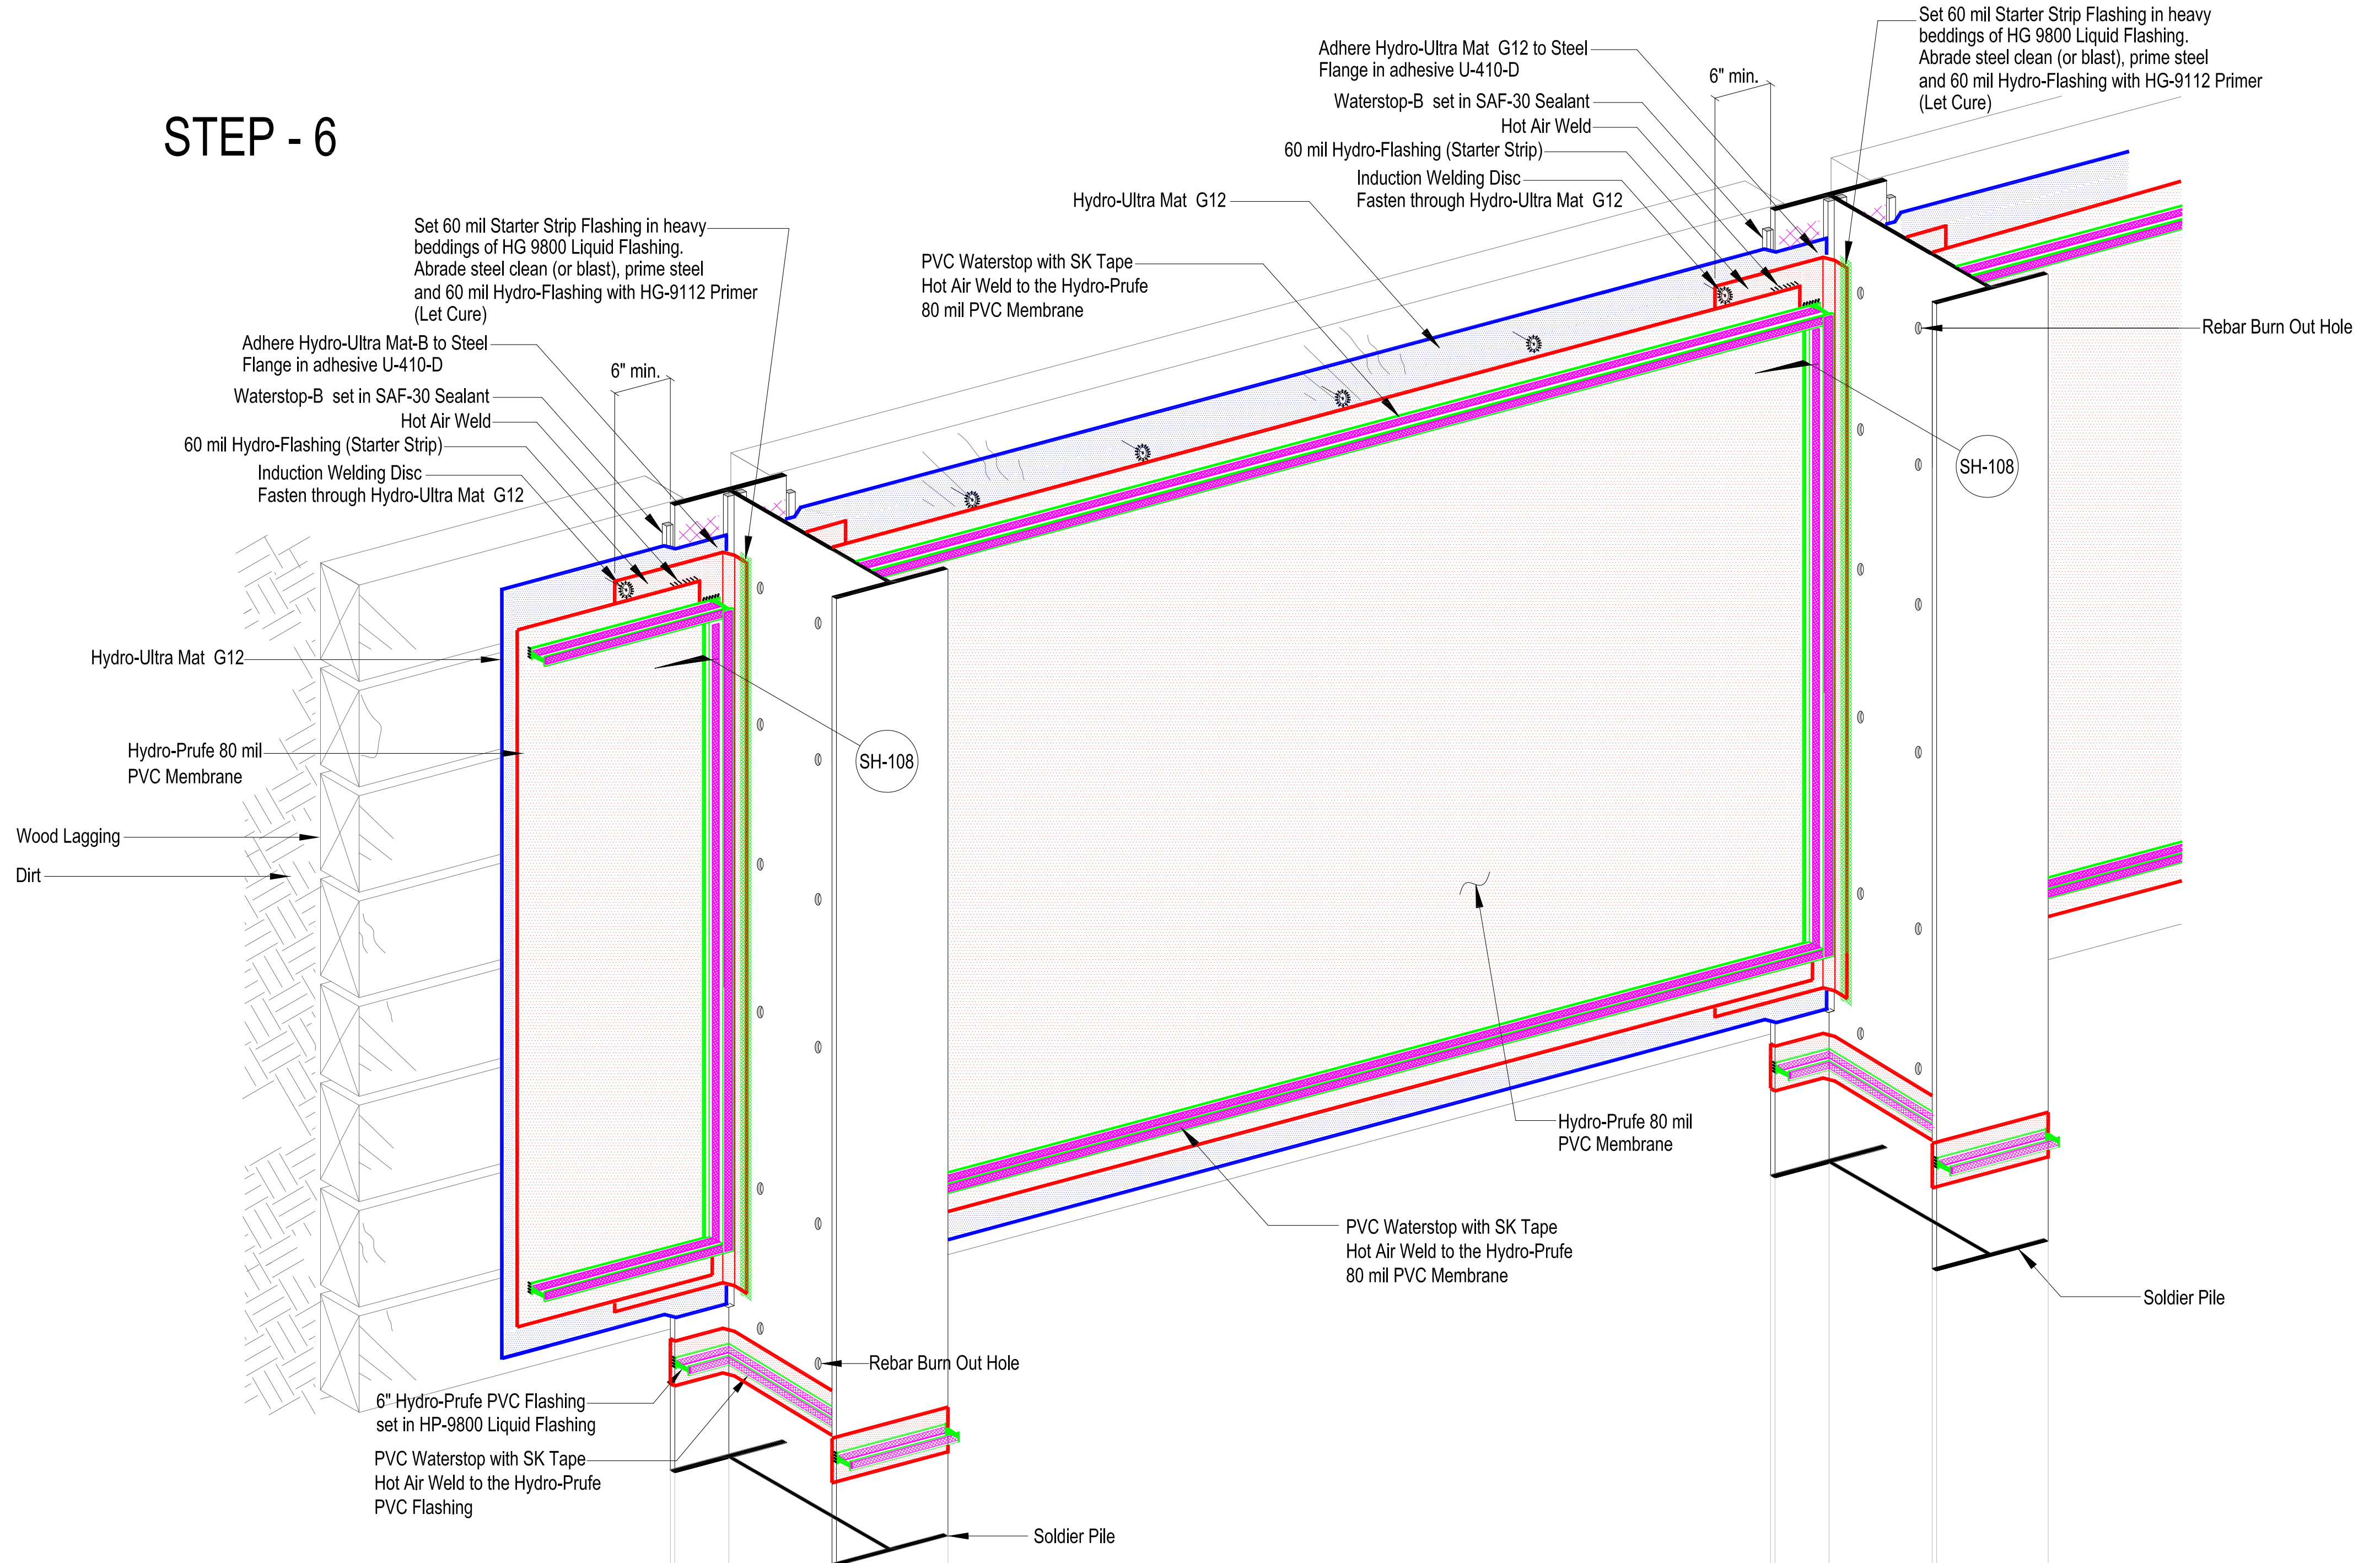 STEP - 6
Set 60 mil Starter Strip Flashing in heavy
beddings of HG 9800 Liquid Flashing.
Abrade steel clean (or blast), prime steel
and 60 mil Hydro-Flashing with HG-9112 Primer
(Let Cure)
Adhere Hydro-Ultra Mat G12 to Steel
Flange in adhesive U-410-D
6" min.
Waterstop-B set in SAF-30 Sealant
Hot Air Weld
60 mil Hydro-Flashing (Starter Strip)
Induction Welding Disc
Fasten through Hydro-Ultra Mat G12
Hydro-Ultra Mat G12
PVC Waterstop with SK Tape
Hot Air Weld to the Hydro-Prufe
80 mil PVC Membrane
Rebar Burn Out Hole
SH-108
Set 60 mil Starter Strip Flashing in heavy
beddings of HG 9800 Liquid Flashing.
Abrade steel clean (or blast), prime steel
and 60 mil Hydro-Flashing with HG-9112 Primer
(Let Cure)
Adhere Hydro-Ultra Mat-B to Steel
Flange in adhesive U-410-D
6" min.
Waterstop-B set in SAF-30 Sealant
Hot Air Weld
60 mil Hydro-Flashing (Starter Strip)
Induction Welding Disc
Fasten through Hydro-Ultra Mat G12
Hydro-Ultra Mat G12
Hydro-Prufe 80 mil
PVC Membrane
SH-108
Wood Lagging
Dirt
Hydro-Prufe 80 mil
PVC Membrane
PVC Waterstop with SK Tape
Hot Air Weld to the Hydro-Prufe
80 mil PVC Membrane
Soldier Pile
Rebar Burn Out Hole
6" Hydro-Prufe PVC Flashing
set in HP-9800 Liquid Flashing
PVC Waterstop with SK Tape
Hot Air Weld to the Hydro-Prufe
PVC Flashing
Soldier Pile